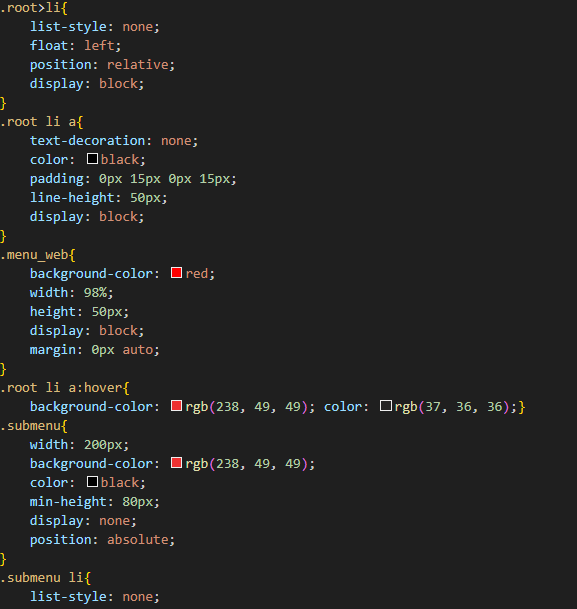 .root>li{
    list-style: none;
    float: left;
    position: relative;
    display: block;
}
.root li a{
    text-decoration: none;
    color: black;
    padding: 0px 15px 0px 15px;
    line-height: 50px;
    display: block;
}
.menu_web{
    background-color: red;
    width: 98%;
    height: 50px;
    display: block;
    margin: 0px auto;
}
.root li a:hover{
    background-color: rgb(238, 49, 49); color: rgb(37, 36, 36);}
.submenu{
    width: 200px;
    background-color: rgb(238, 49, 49);
    color: black;
    min-height: 80px;
    display: none;
    position: absolute;
}
.submenu li{
    list-style: none;